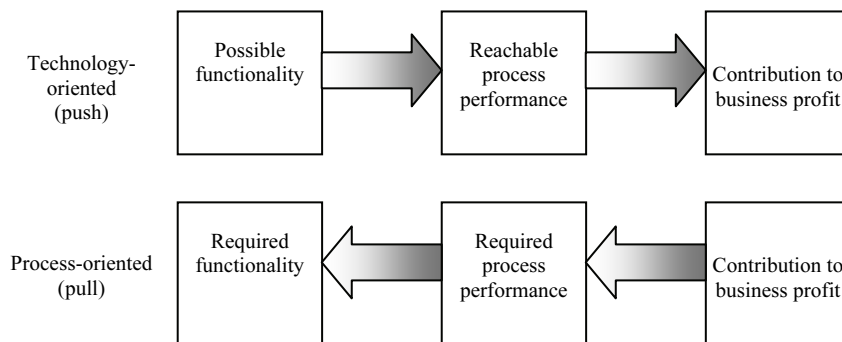 Technology-
oriented
(push)
Possible
functionality
Reachable
process
performance
Contribution to
business profit
Process-oriented
(pull)
Required
functionality
Required
process
performance
Contribution to
business profit